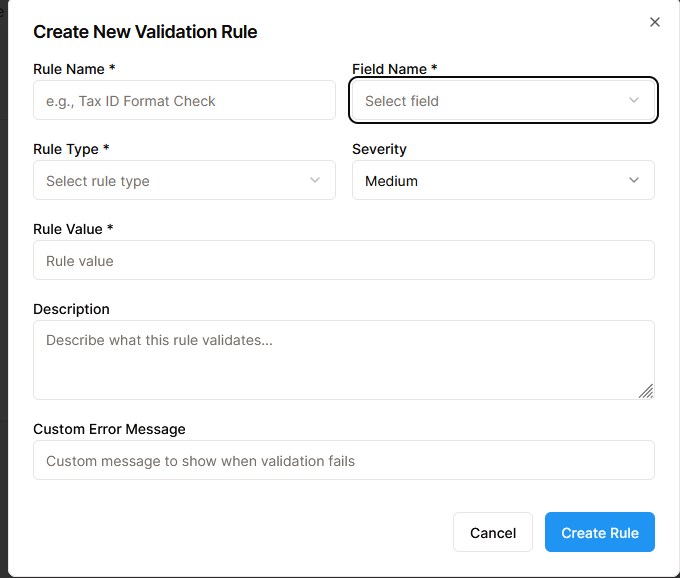 Create New Validation Rule
Rule Name *
Field Name *
e.g., Tax ID Format Check
Select field
Rule Type *
Severity
Select rule type
Medium
Rule Value *
Rule value
Description
Describe what this rule validates...
Custom Error Message
Custom message to show when validation fails
Cancel
Create Rule